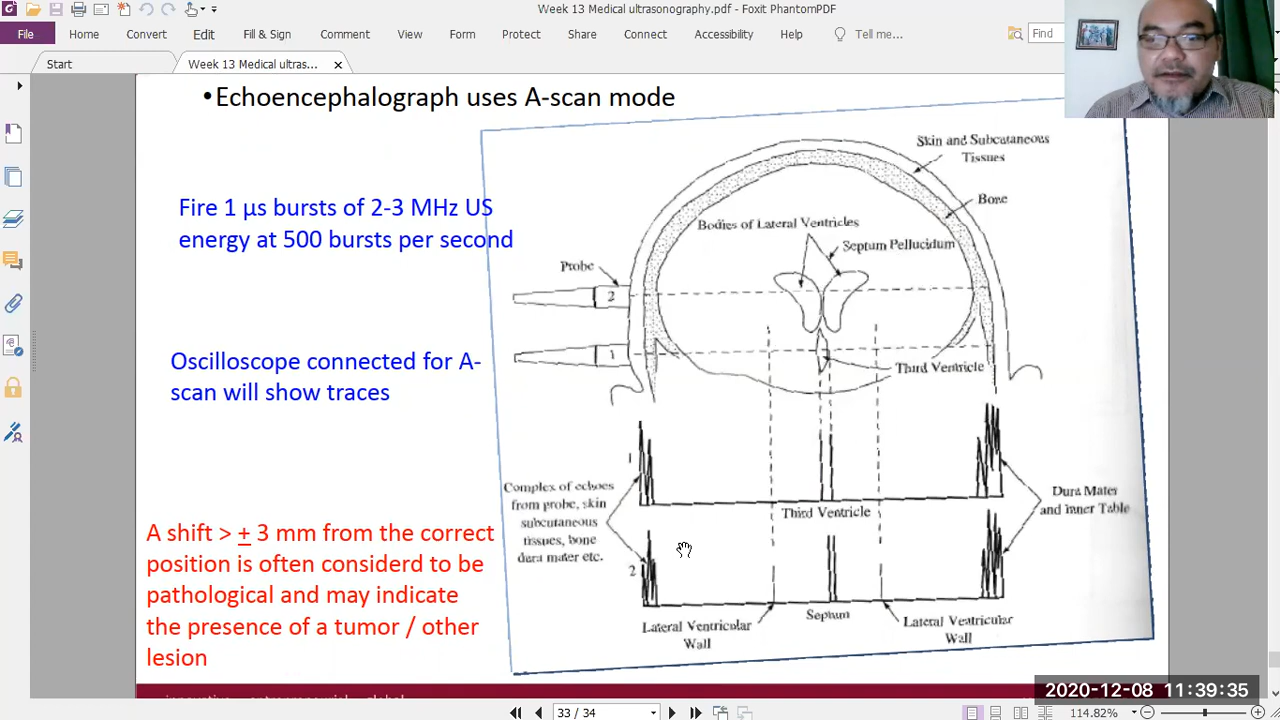 Week 13 Medical ultrasonography.pdf - Foxit PhantomPDF
File Home Convert Edit Fill & Sign Comment View Form Protect Share Connect Accessibility Help Tell me... Find
Start Week 13 Medical ultras... ×
•Echoencephalograph uses A-scan mode
Fire 1 µs bursts of 2-3 MHz US
energy at 500 bursts per second
Oscilloscope connected for A-
scan will show traces
A shift > + 3 mm from the correct
position is often considerd to be
pathological and may indicate
the presence of a tumor / other
lesion
Skin and Subcutaneous
Tissues
Bone
Bodies of Lateral Ventricles
Septum Pellucidum
Probe
2
1
Third Ventricle
1
Complex of echoes
from probe, skin
subcutaneous
tissues, bone
dura mater etc.
Third Ventricle
Dura Mater
and Inner Table
2
Lateral Ventricular
Wall
Septum
Lateral Ventricular
Wall
2020-12-08 11:39:35
33 / 34
114.82%